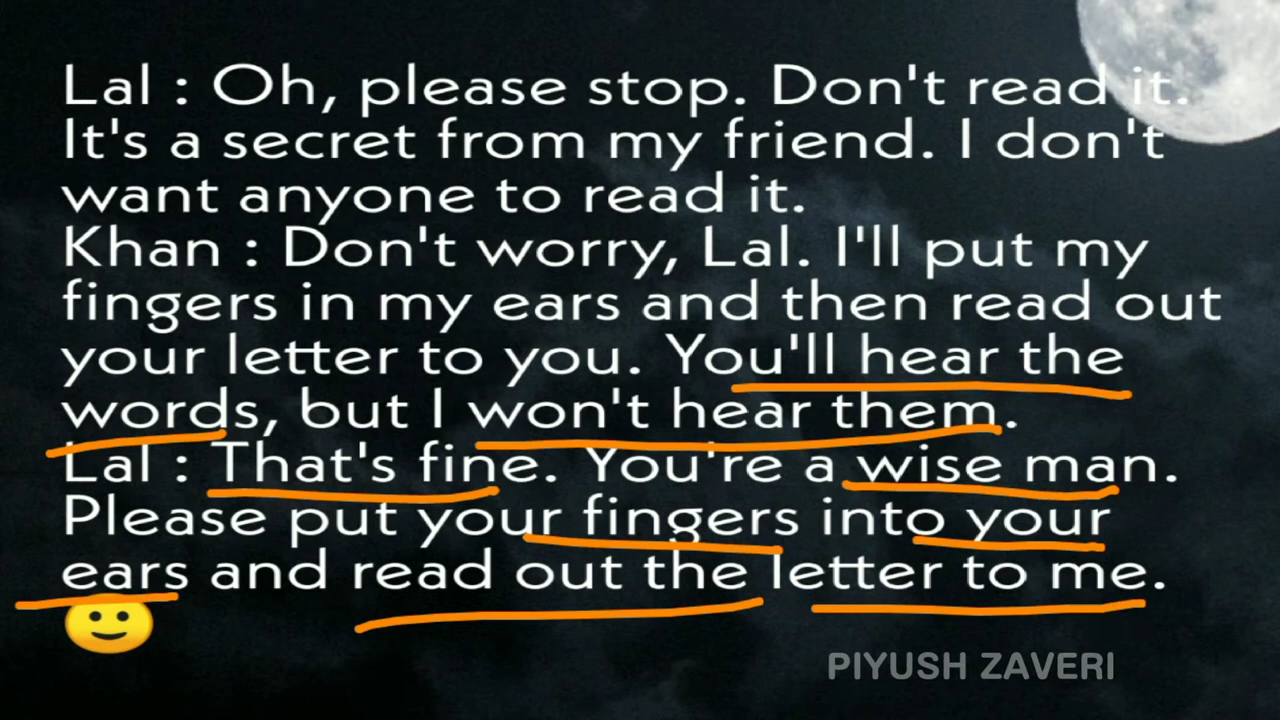 Lal : Oh, please stop. Don't read it.
It's a secret from my friend. I don't
want anyone to read it.
Khan : Don't worry, Lal. I'll put my
fingers in my ears and then read out
your letter to you. You'll hear the
words, but I won't hear them.
Lal : That's fine. You're a wise man.
Please put your fingers into your
ears and read out the letter to me.
🙂
PIYUSH ZAVERI